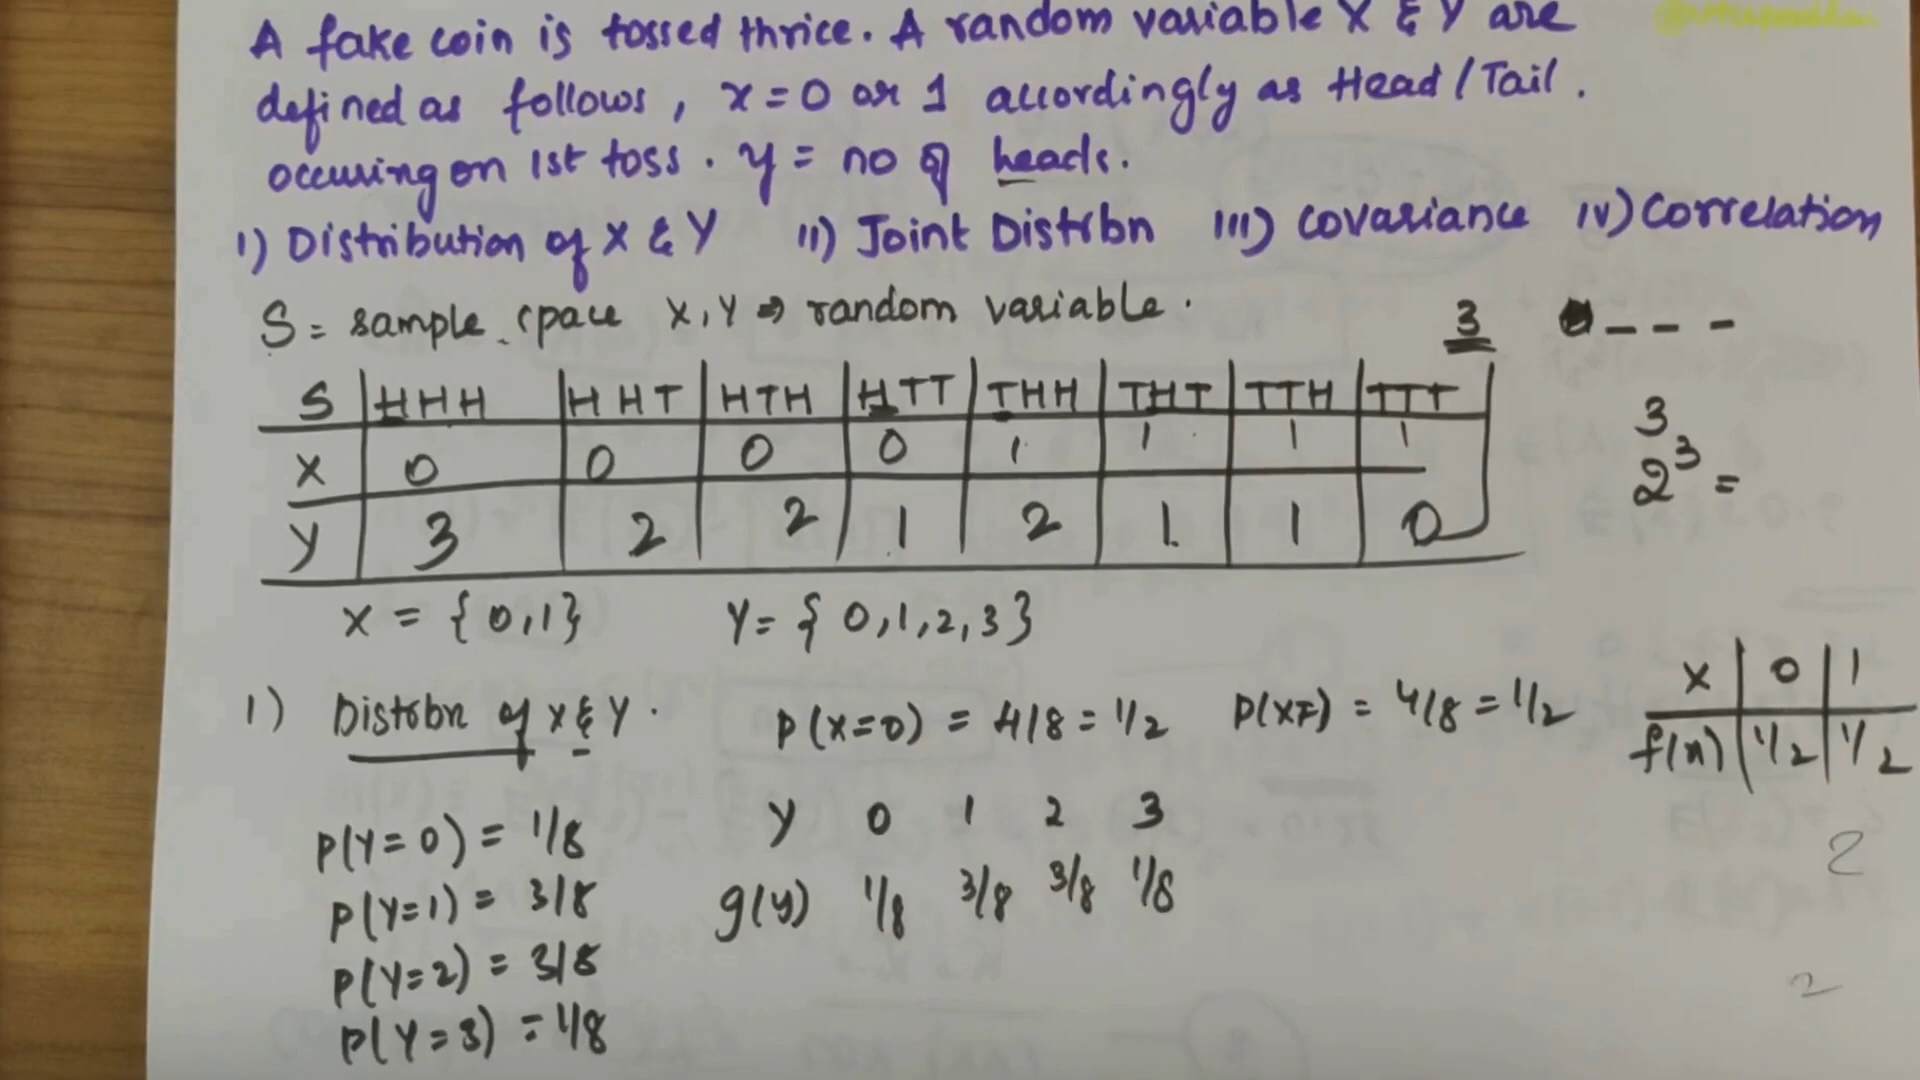 A fake coin is tossed thrice. A random variable X & Y are
defined as follows, x = 0 or 1 accordingly as Head / Tail.
occuring on 1st toss. y = no of heads.
1) Distribution of X & Y 11) Joint Distrbn 111) covariance 1v) Correlation
S = sample space X, Y ⇒ random variable.
3 - - -
S HHH HHT HTH HTT THH THT TTH TTT
3
X 0 0 0 0 1 1 1 1
2³ =
Y 3 2 2 1 2 1 1 0
X = {0,1} Y = {0,1,2,3}
1) Distrbn of X & Y. P(X=0) = 4/8 = 1/2 = 4/8 = 1/2
X 0 1
f(x) 1/2 1/2
P(Y=0) = 1/8
P(Y=1) = 3/8
P(Y=2) = 3/8
P(Y=3) = 1/8
y 0 1 2 3
g(y) 1/8 3/8 3/8 1/8
2
2